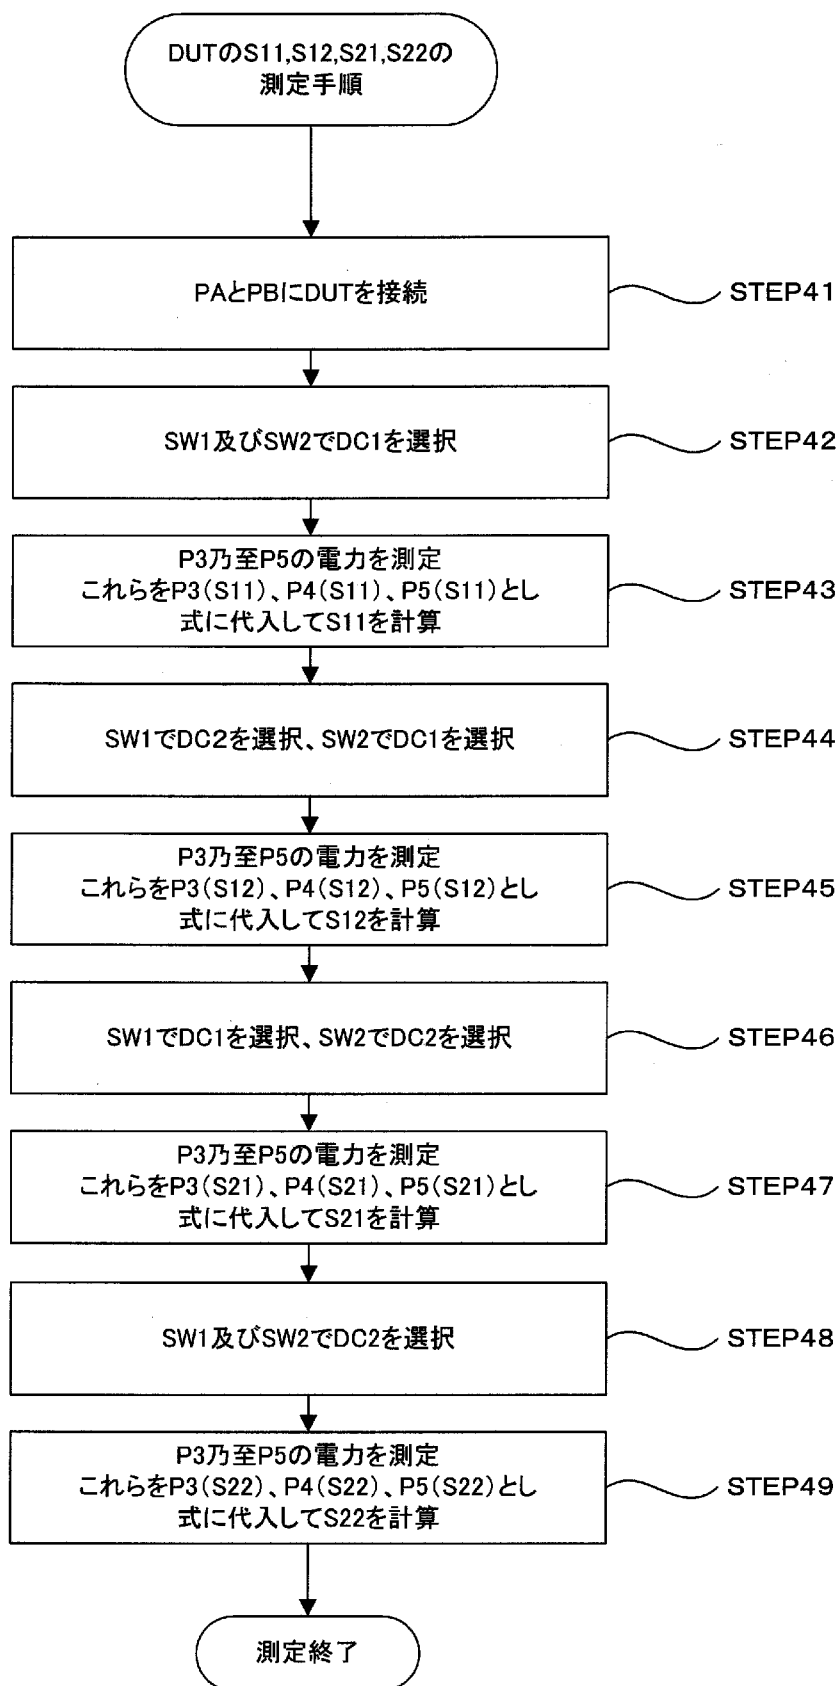 DUTのS11,S12,S21,S22の
測定手順
PAとPBにDUTを接続
STEP41
SW1及びSW2でDC1を選択
STEP42
P3乃至P5の電力を測定
これらをP3(S11)、P4(S11)、P5(S11)とし
式に代入してS11を計算
STEP43
SW1でDC2を選択、SW2でDC1を選択
STEP44
P3乃至P5の電力を測定
これらをP3(S12)、P4(S12)、P5(S12)とし
式に代入してS12を計算
STEP45
SW1でDC1を選択、SW2でDC2を選択
STEP46
P3乃至P5の電力を測定
これらをP3(S21)、P4(S21)、P5(S21)とし
式に代入してS21を計算
STEP47
SW1及びSW2でDC2を選択
STEP48
P3乃至P5の電力を測定
これらをP3(S22)、P4(S22)、P5(S22)とし
式に代入してS22を計算
STEP49
測定終了